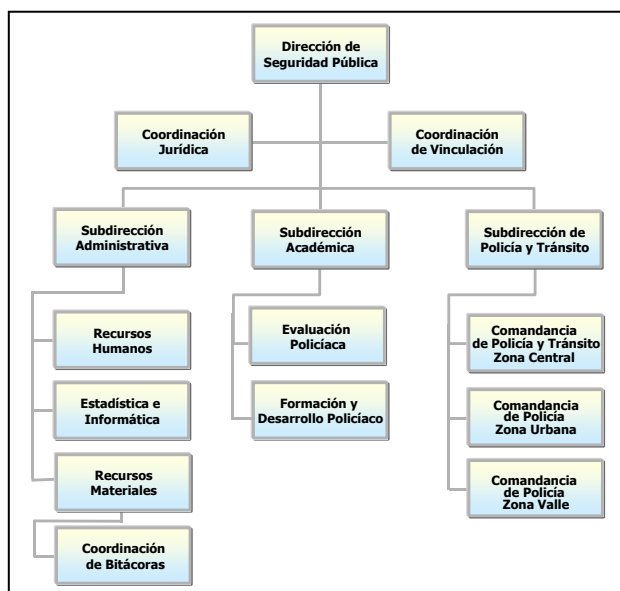 Dirección de
Seguridad Pública
Coordinación
Jurídica
Coordinación
de Vinculación
Subdirección
Administrativa
Subdirección
Académica
Subdirección de
Policía y Tránsito
Recursos
Humanos
Evaluación
Policíaca
Comandancia
de Policía y Tránsito
Zona Central
Estadística e
Informática
Formación y
Desarrollo Policíaco
Comandancia
de Policía
Zona Urbana
Recursos
Materiales
Comandancia
de Policía
Zona Valle
Coordinación
de Bitácoras